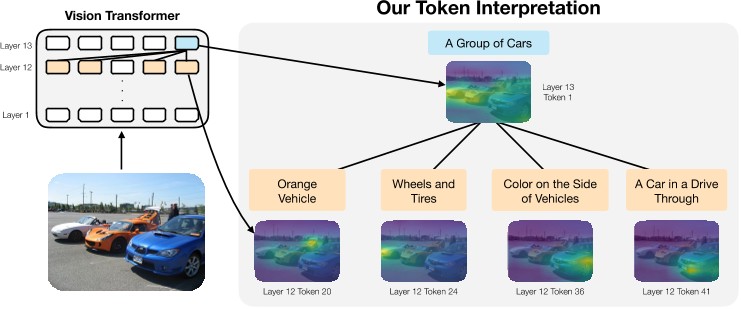 Vision Transformer
Layer 13
Layer 12
Layer 1
Our Token Interpretation
A Group of Cars
Layer 13
Token 1
Orange
Vehicle
Wheels and
Tires
Color on the Side
of Vehicles
A Car in a Drive
Through
Layer 12 Token 20
Layer 12 Token 24
Layer 12 Token 36
Layer 12 Token 41